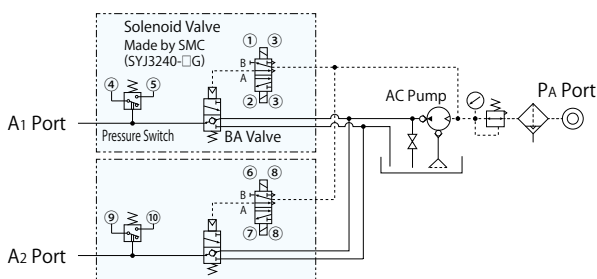 Solenoid Valve
Made by SMC
(SYJ3240-□G)
① ③
B
A
② ③
④ ⑤
A1 Port
Pressure Switch
BA Valve
AC Pump
PA Port
⑥ ⑧
B
A
⑦ ⑧
⑨ ⑩
A2 Port